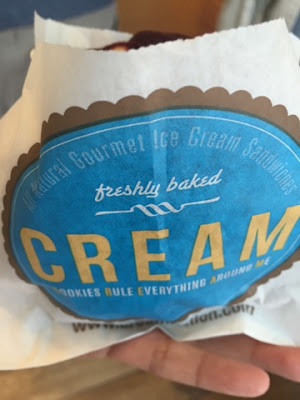 Natural Gourmet Ice Cream Sandwiches
freshly baked
CREAM
COOKIES RULE EVERYTHING AROUND ME